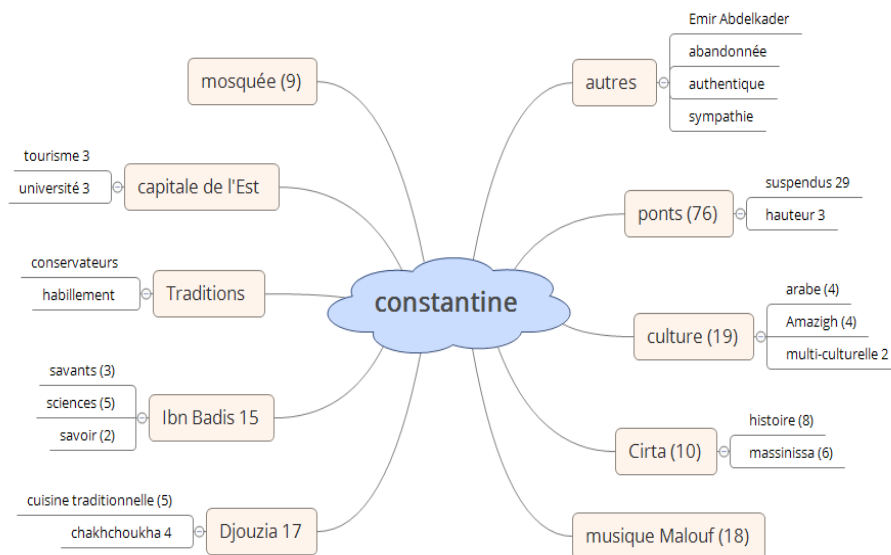 constantine
mosquée (9)
capitale de l'Est
tourisme 3
université 3
Traditions
conservateurs
habillement
Ibn Badis 15
savants (3)
sciences (5)
savoir (2)
Djouzia 17
cuisine traditionnelle (5)
chakhchoukha 4
autres
Emir Abdelkader
abandonnée
authentique
sympathie
ponts (76)
suspendus 29
hauteur 3
culture (19)
arabe (4)
Amazigh (4)
multi-culturelle 2
Cirta (10)
histoire (8)
massinissa (6)
musique Malouf (18)